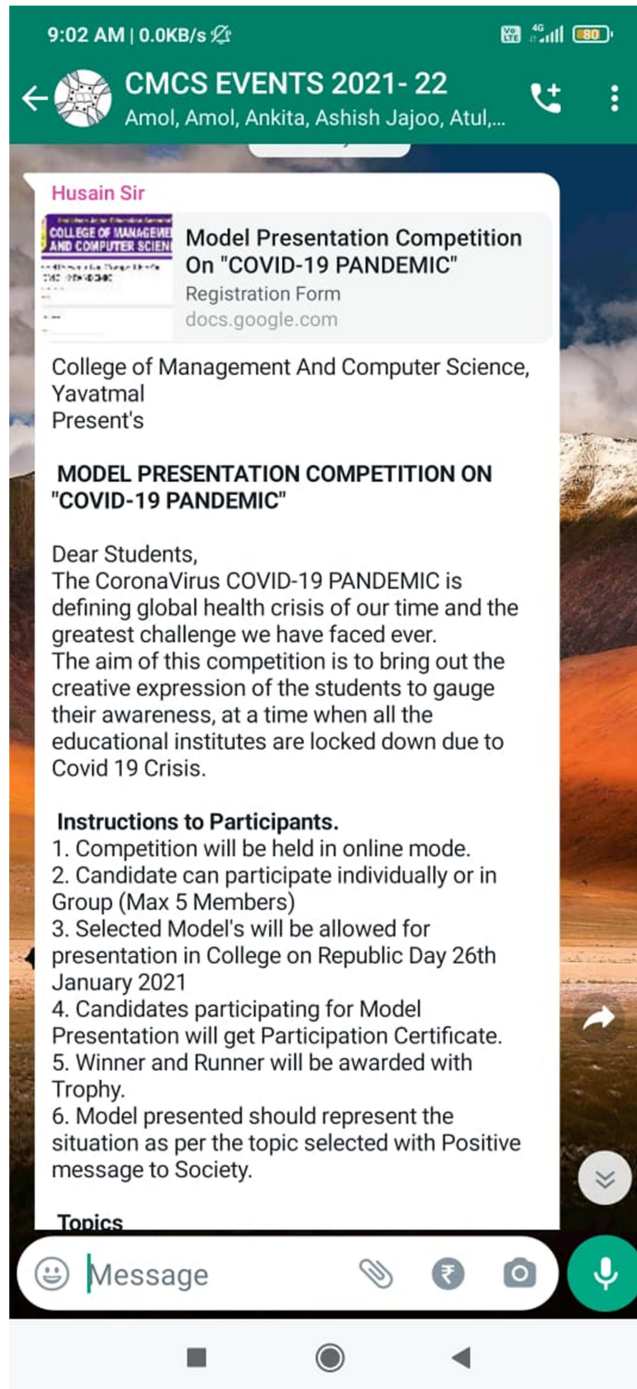 9:02 AM | 0.0KB/s
Vo LTE 4G 80
CMCS EVENTS 2021- 22
Amol, Amol, Ankita, Ashish Jajoo, Atul,...
Husain Sir
COLLEGE OF MANAGEME
AND COMPUTER SCIEN
Model Presentation Competition
On "COVID-19 PANDEMIC"
Registration Form
docs.google.com
College of Management And Computer Science,
Yavatmal
Present's
MODEL PRESENTATION COMPETITION ON
"COVID-19 PANDEMIC"
Dear Students,
The CoronaVirus COVID-19 PANDEMIC is
defining global health crisis of our time and the
greatest challenge we have faced ever.
The aim of this competition is to bring out the
creative expression of the students to gauge
their awareness, at a time when all the
educational institutes are locked down due to
Covid 19 Crisis.
Instructions to Participants.
1. Competition will be held in online mode.
2. Candidate can participate individually or in
Group (Max 5 Members)
3. Selected Model's will be allowed for
presentation in College on Republic Day 26th
January 2021
4. Candidates participating for Model
Presentation will get Participation Certificate.
5. Winner and Runner will be awarded with
Trophy.
6. Model presented should represent the
situation as per the topic selected with Positive
message to Society.
Topics
Message